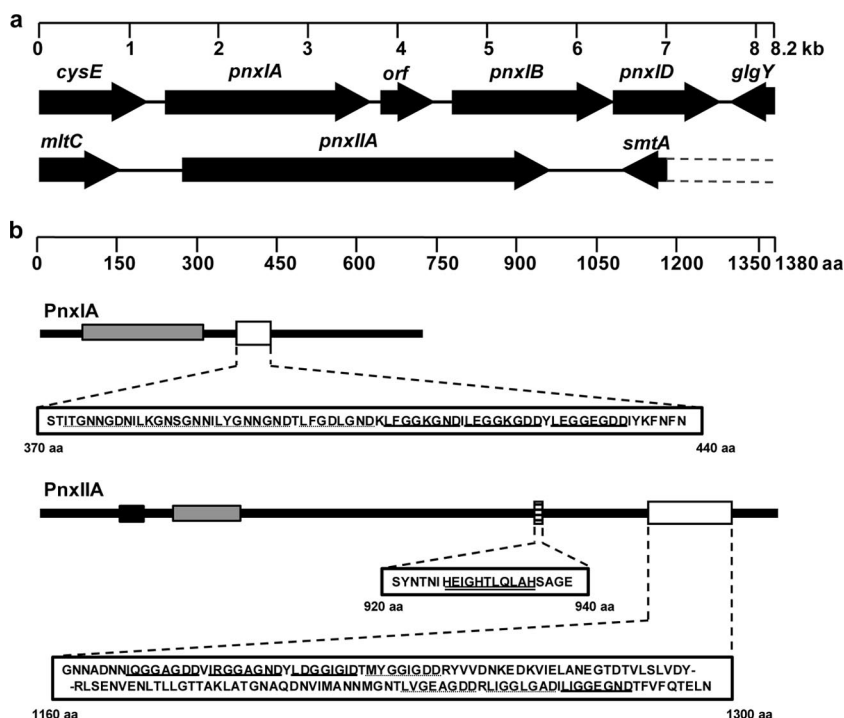 a
0 1 2 3 4 5 6 7 8 8.2 kb
cysE pnxIA orf pnxIB pnxID glgY
mltC pnxIIA smtA
b
0 150 300 450 600 750 900 1050 1200 1350 1380 aa
PnxIA
STITGNNGDNILKGNSGNNILYGNNGNDTLFGDLGNDKLFGGKGNDILEGGKGDDYLEGGEGDDIYKFNFN
370 aa 440 aa
PnxIIA
SYNTNIHEIGHTLQLAHSAGE
920 aa 940 aa
GNNADNNIQGGAGDDVIRGGAGNDYLDGGIGIDTMYGGIGDDRYVVDNKEDKVIELANEGTDTVLSLVDY-
-RLSENVENLTLLGTTAKLATGNAQDNVIMANNMGNTLVGEAGDDRLIGGLGADILIGGEGNDTFVFQTELN
1160 aa 1300 aa